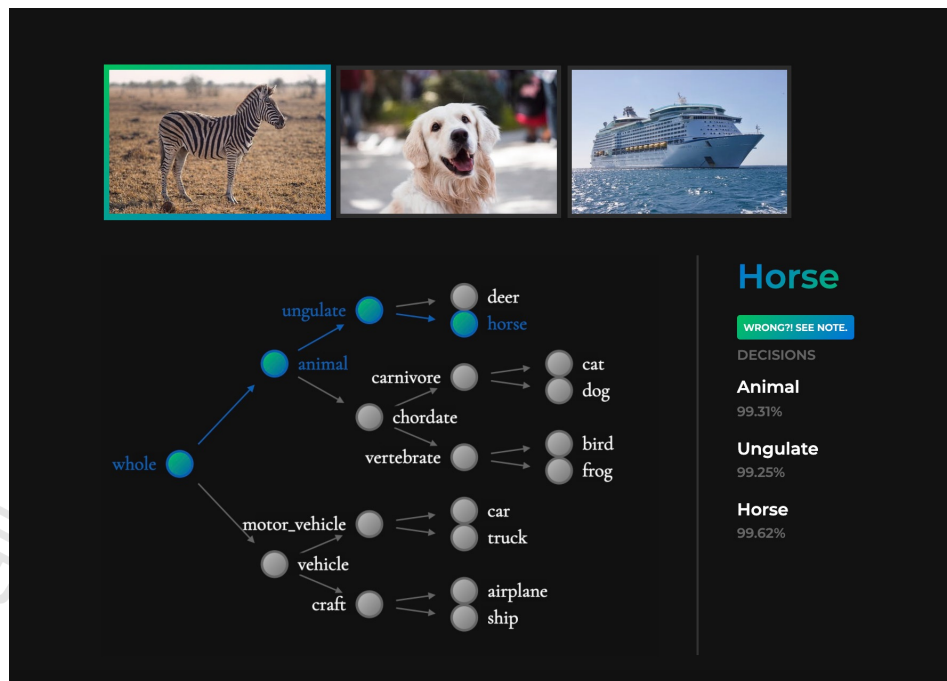 ungulate
deer
horse
animal
carnivore
cat
dog
chordate
vertebrate
bird
frog
whole
motor_vehicle
car
truck
vehicle
craft
airplane
ship
Horse
WRONG?! SEE NOTE.
DECISIONS
Animal
99.31%
Ungulate
99.25%
Horse
99.62%